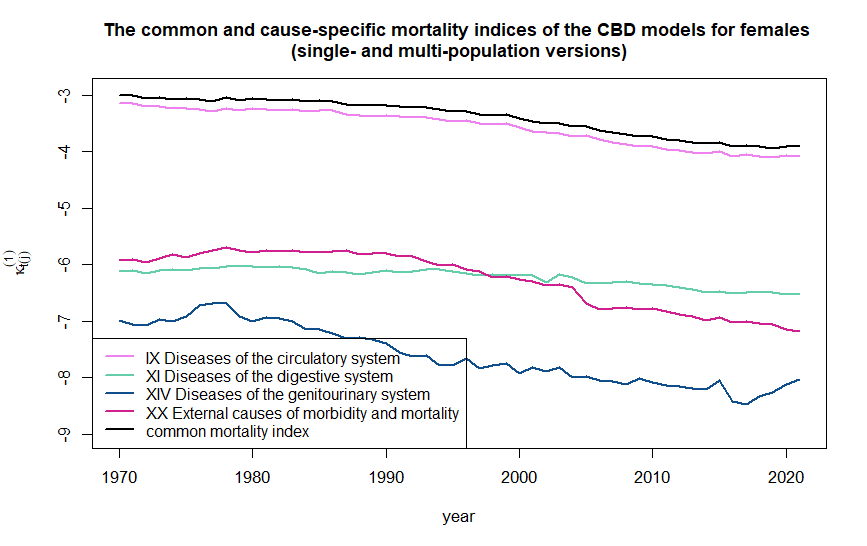 The common and cause-specific mortality indices of the CBD models for females
(single- and multi-population versions)
-3
-4
-5
-6
-7
-8
-9
κt(j)(1)
IX Diseases of the circulatory system
XI Diseases of the digestive system
XIV Diseases of the genitourinary system
XX External causes of morbidity and mortality
common mortality index
1970 1980 1990 2000 2010 2020
year